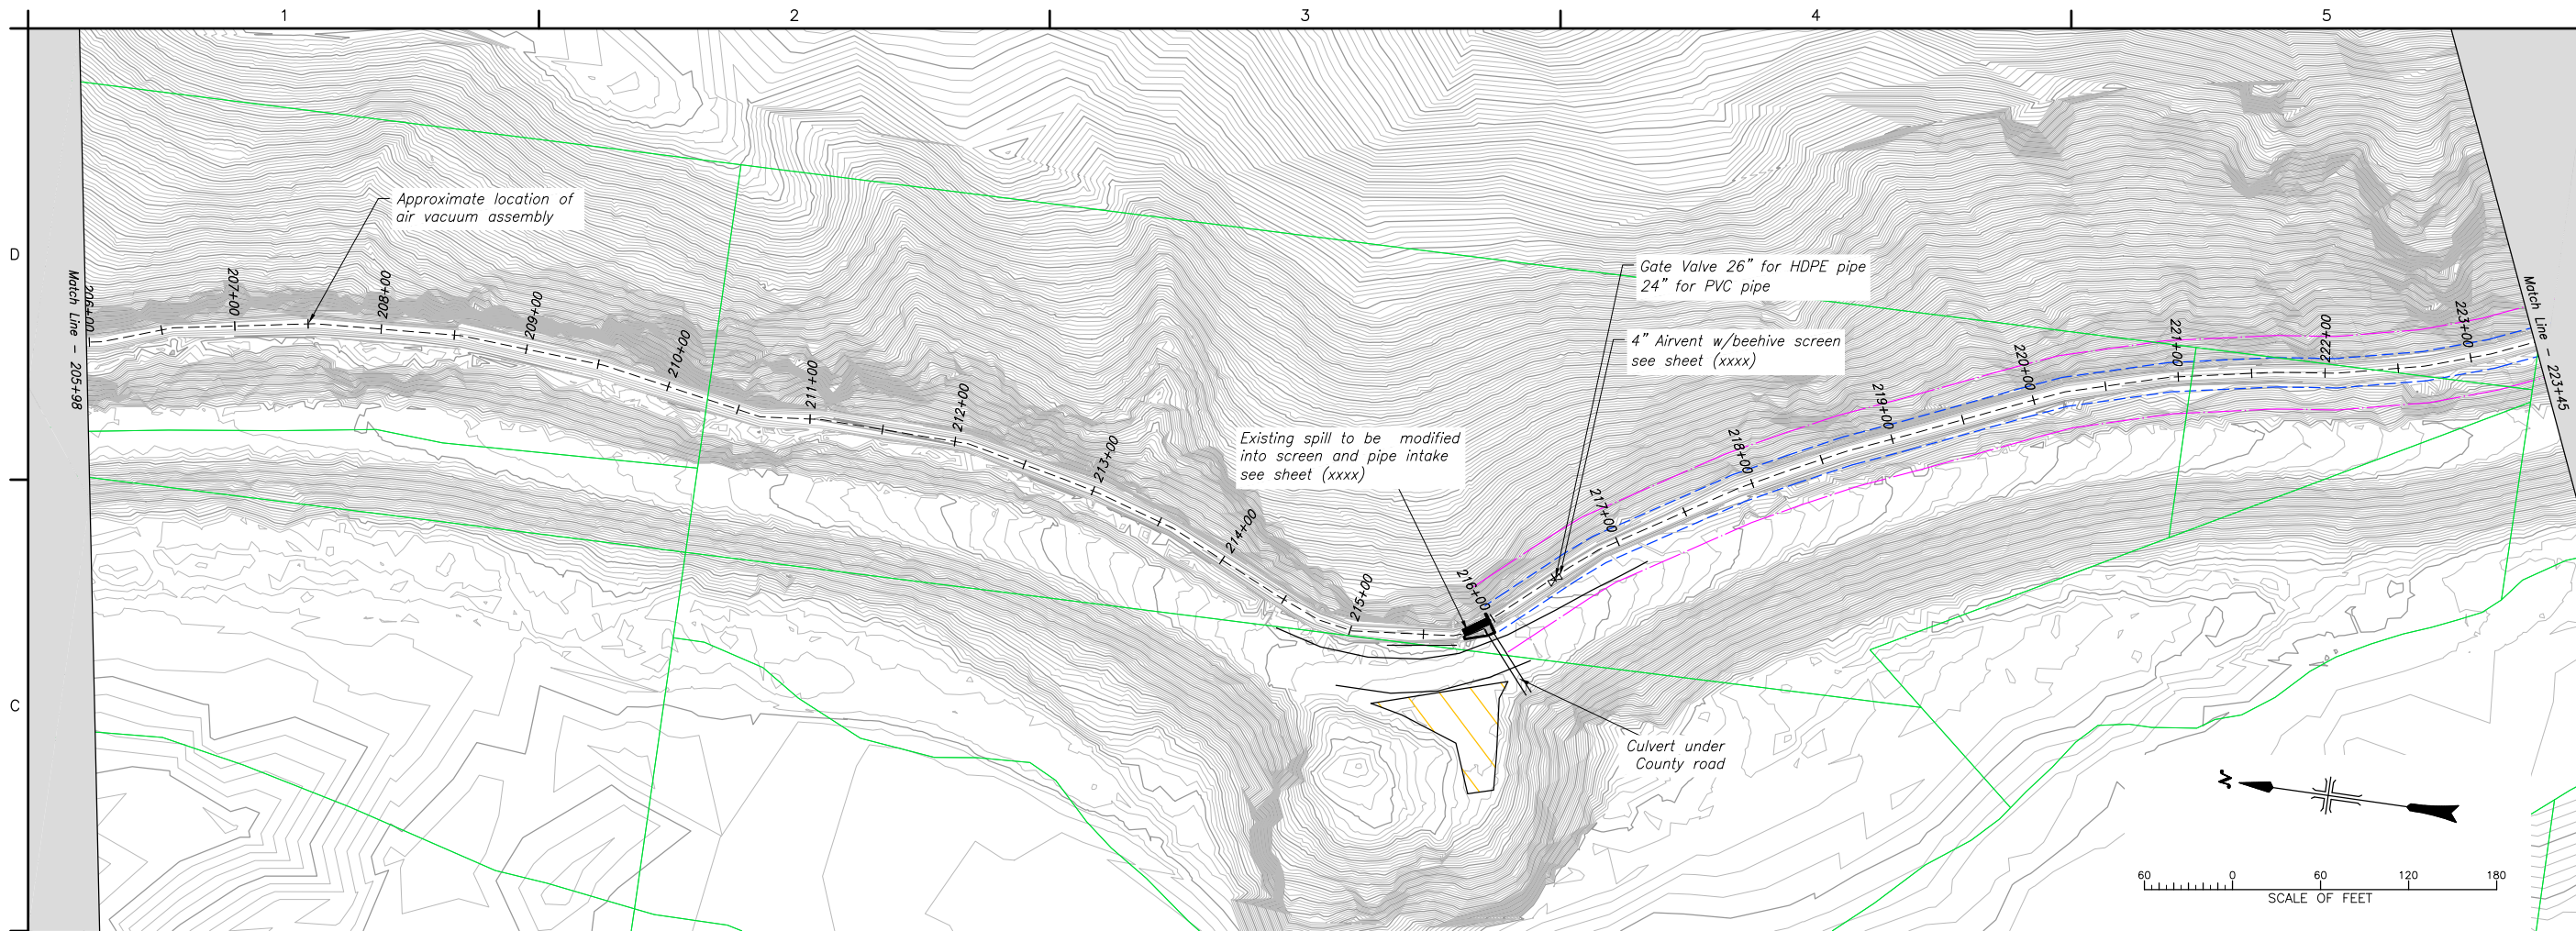 1 2 3 4 5
D
C
Approximate location of
air vacuum assembly
Gate Valve 26" for HDPE pipe
24" for PVC pipe
4" Airvent w/beehive screen
see sheet (xxxx)
Existing spill to be modified
into screen and pipe intake
see sheet (xxxx)
Culvert under
County road
Match Line - 205+98
206+00
207+00
208+00
209+00
210+00
211+00
212+00
213+00
214+00
215+00
216+00
217+00
218+00
219+00
220+00
221+00
222+00
223+00
Match Line - 223+45
N
60 0 60 120 180
SCALE OF FEET